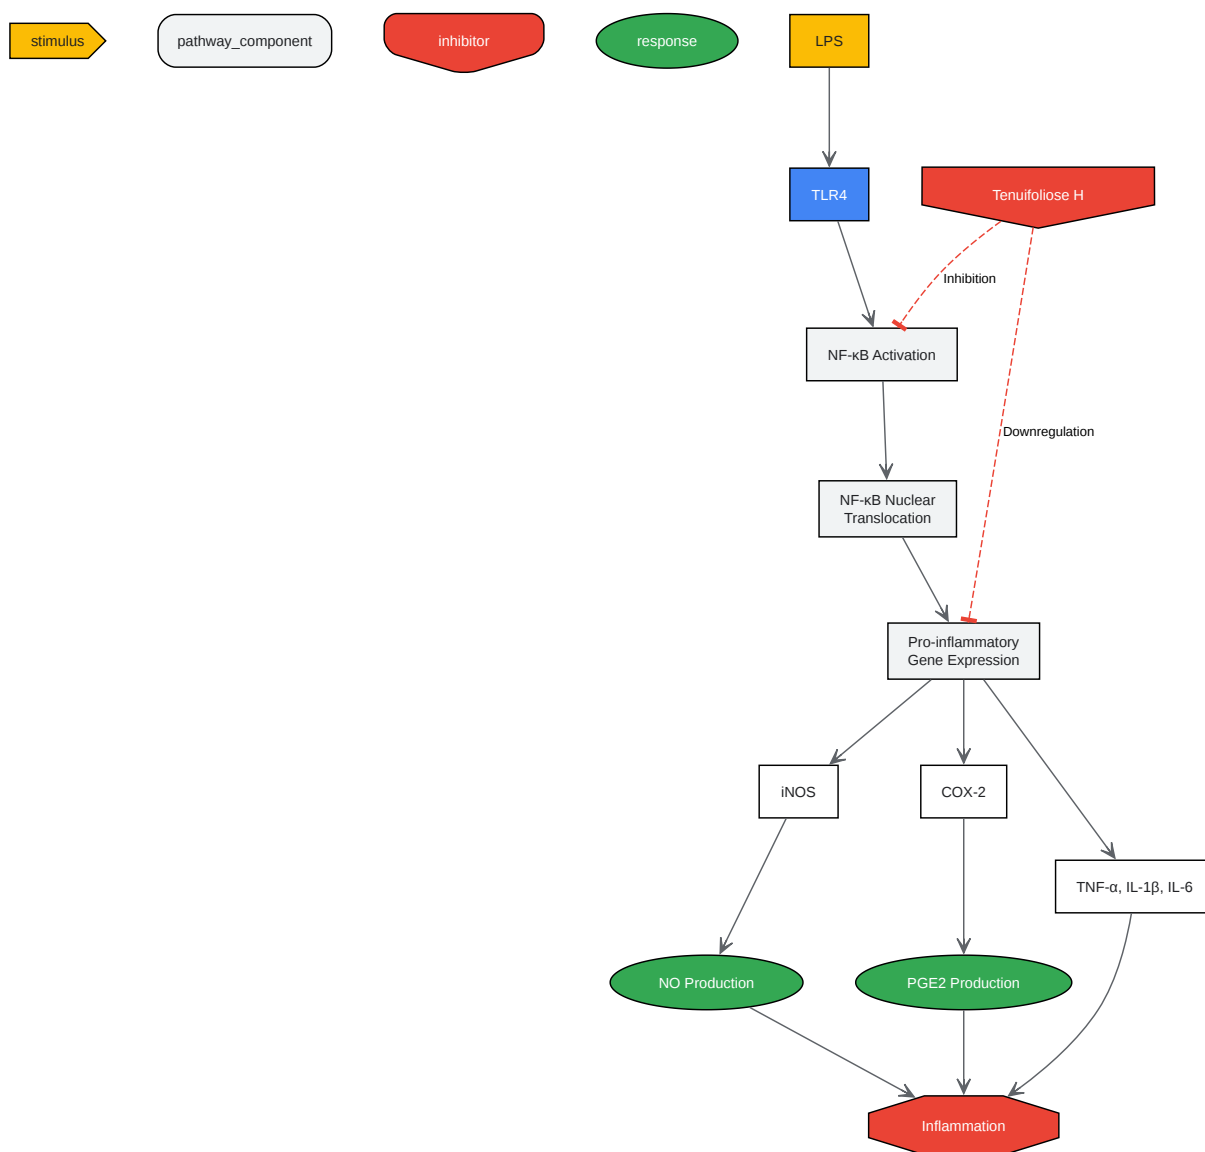 stimulus
pathway_component
inhibitor
response
LPS
TLR4
Tenuifoliose H
Inhibition
NF-κB Activation
Downregulation
NF-κB Nuclear
Translocation
Pro-inflammatory
Gene Expression
iNOS
COX-2
TNF-α, IL-1β, IL-6
NO Production
PGE2 Production
Inflammation